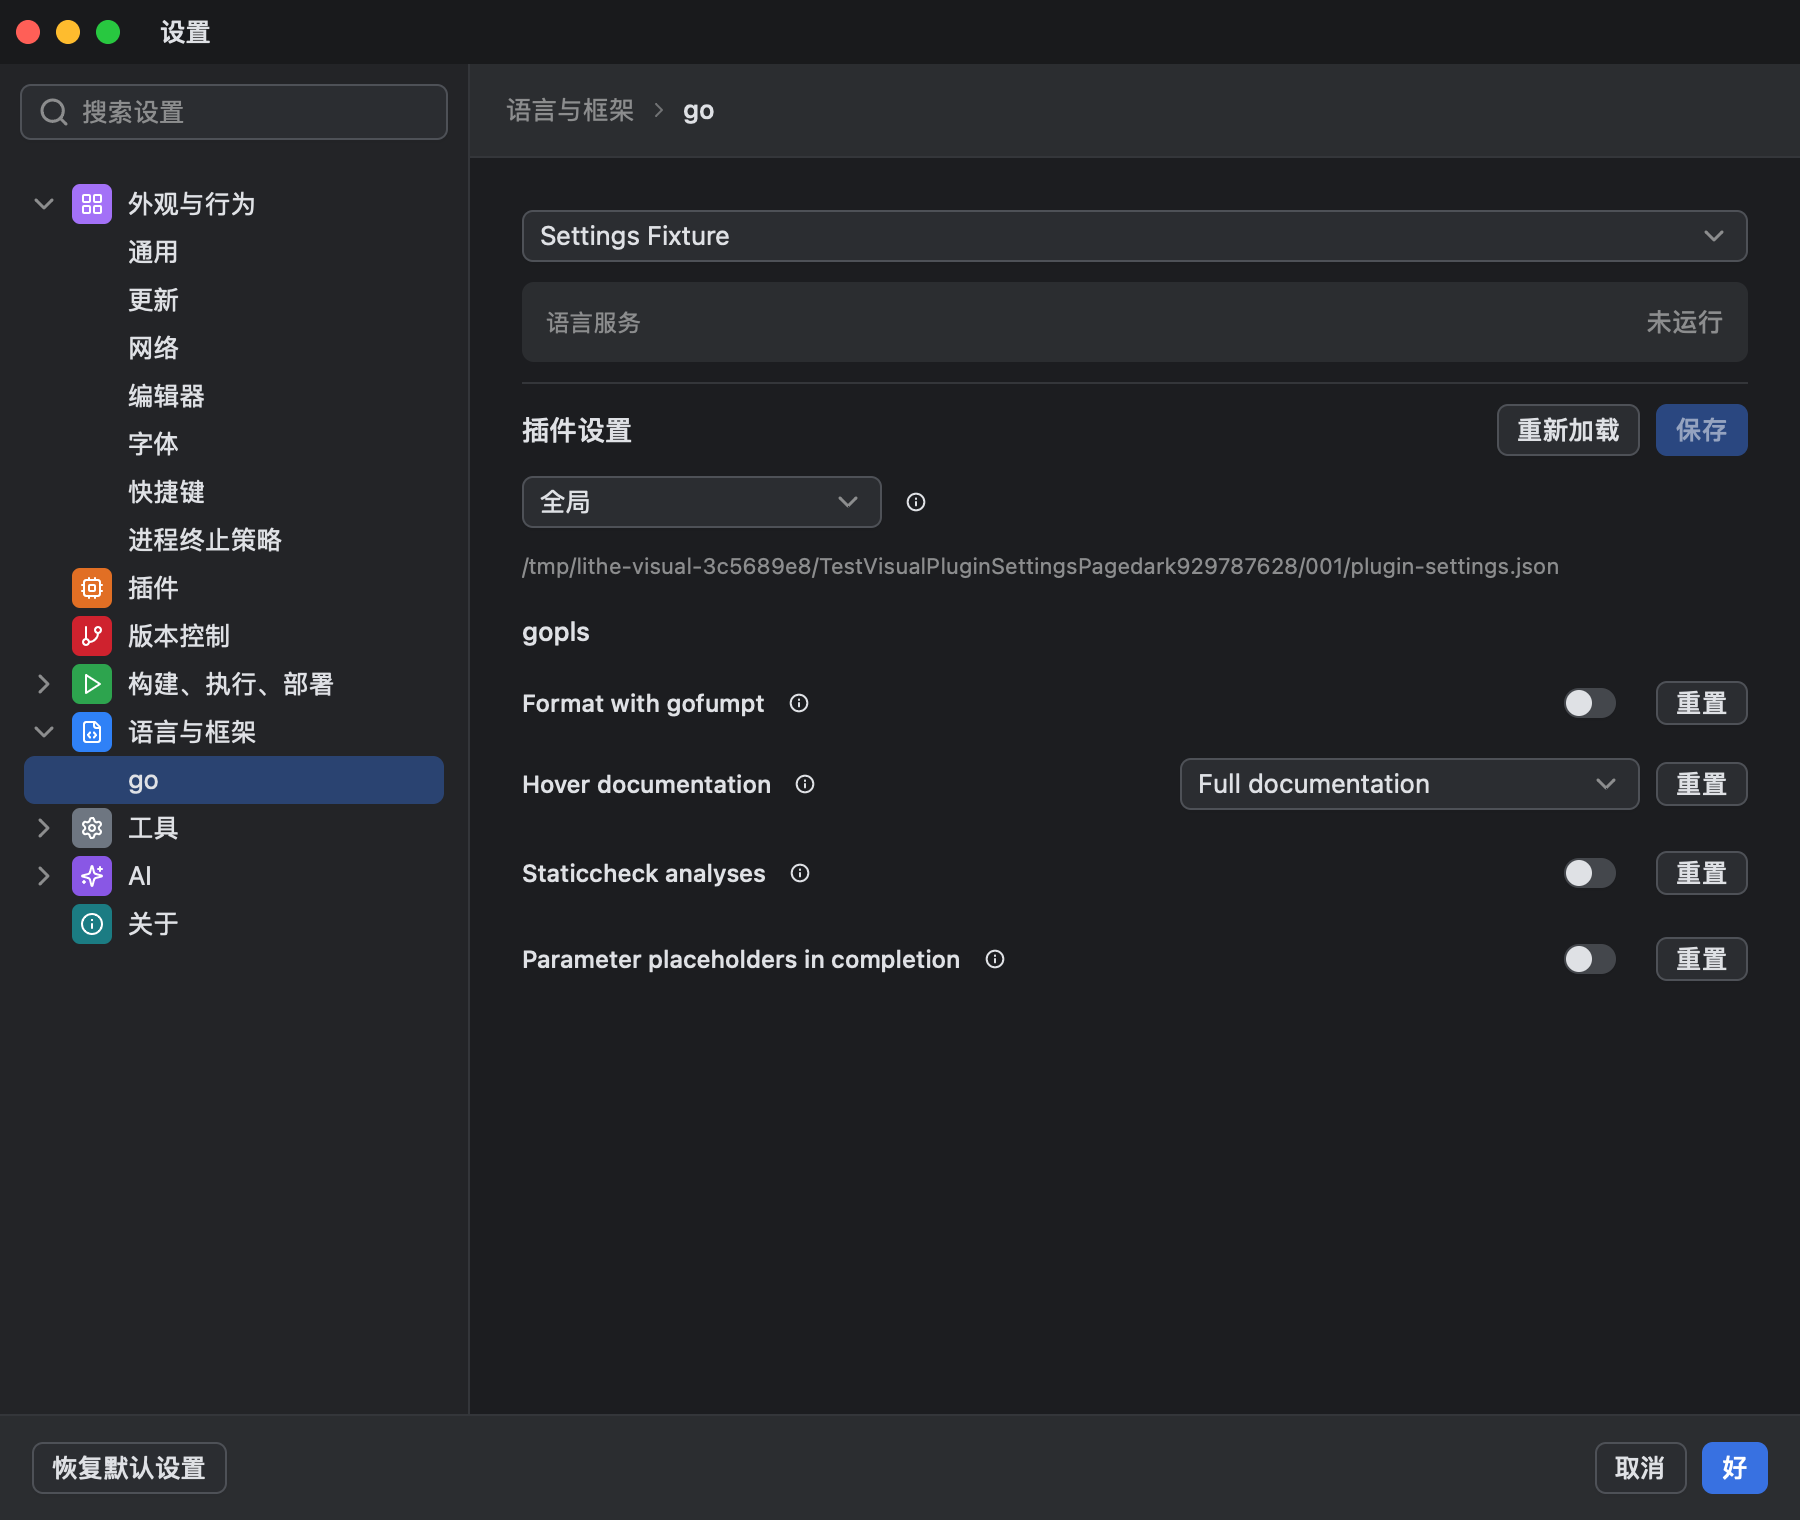 设置
搜索设置
外观与行为
通用
更新
网络
编辑器
字体
快捷键
进程终止策略
插件
版本控制
构建、执行、部署
语言与框架
go
工具
AI
关于
语言与框架 > go
Settings Fixture
语言服务 未运行
插件设置 重新加载 保存
全局
/tmp/lithe-visual-3c5689e8/TestVisualPluginSettingsPagedark929787628/001/plugin-settings.json
gopls
Format with gofumpt 重置
Hover documentation Full documentation 重置
Staticcheck analyses 重置
Parameter placeholders in completion 重置
恢复默认设置 取消 好